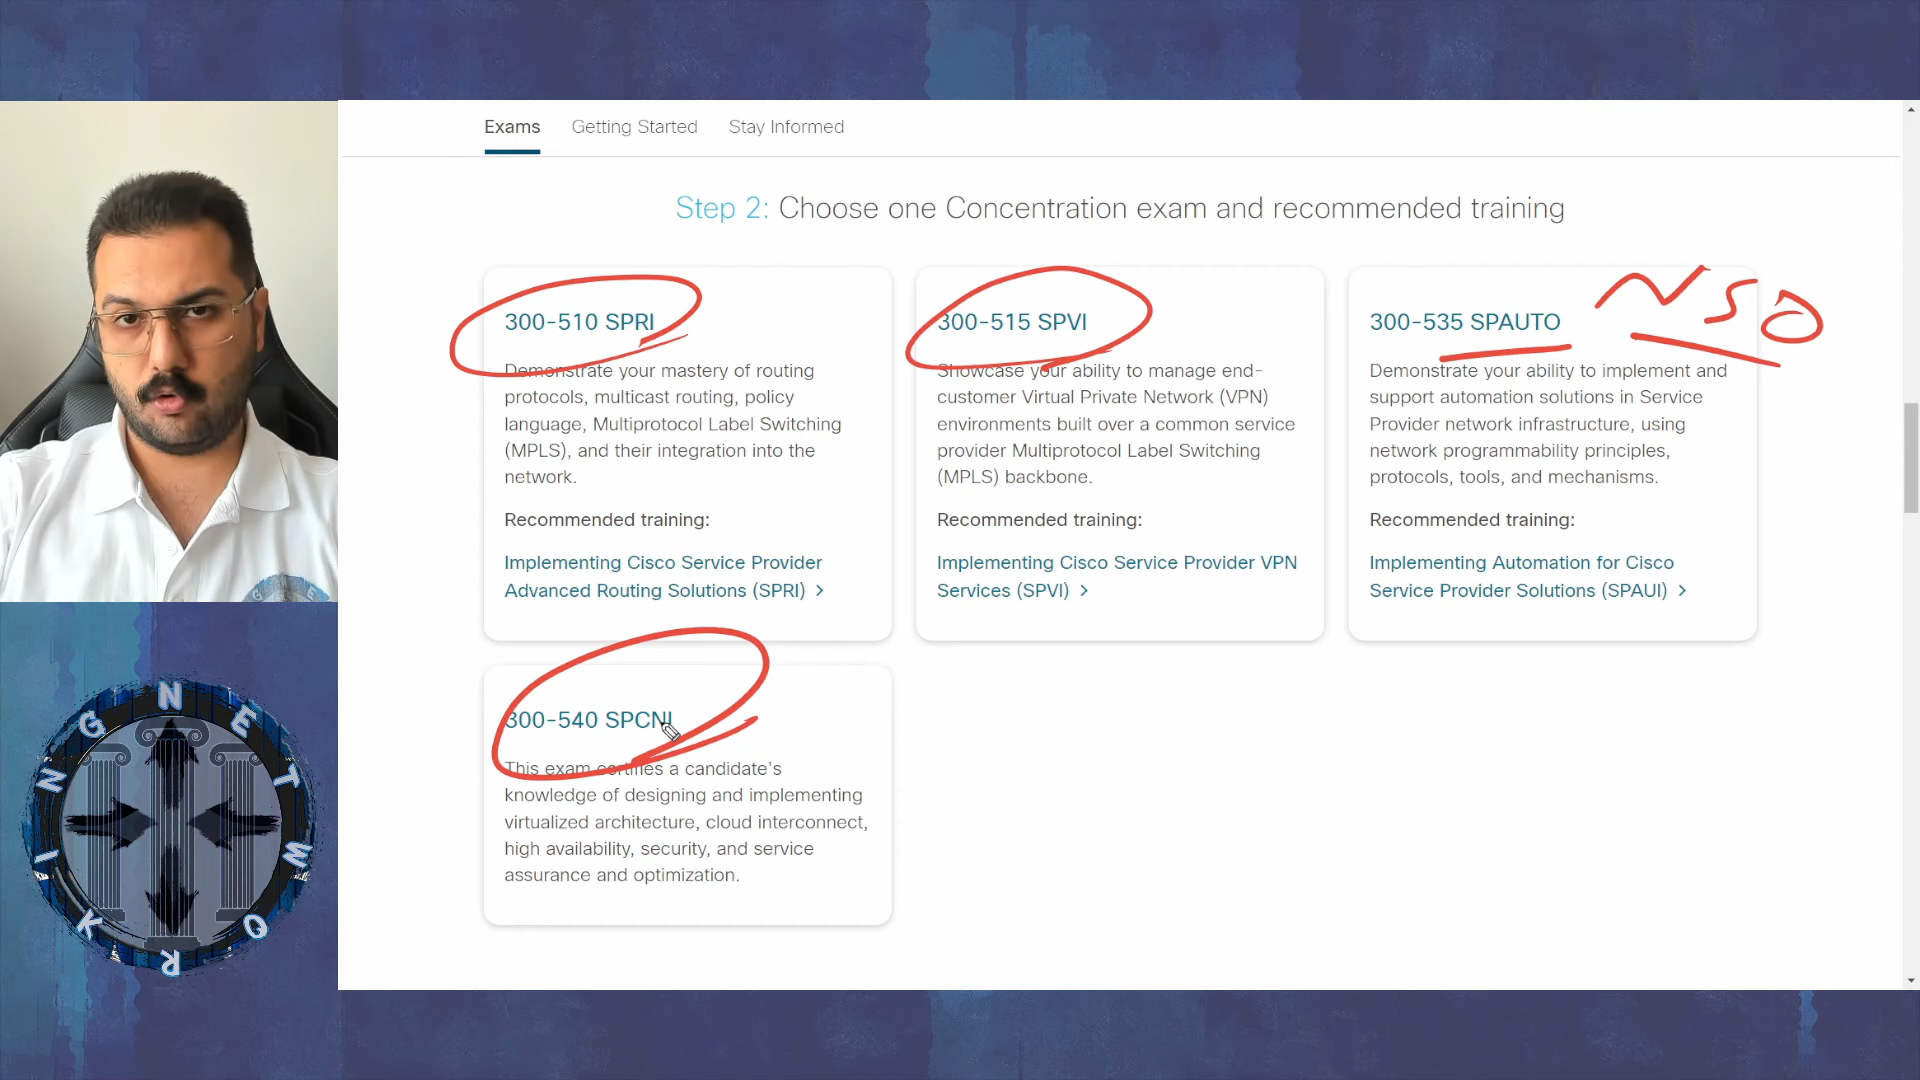 Exams Getting Started Stay Informed
Step 2: Choose one Concentration exam and recommended training
300-510 SPRI
Demonstrate your mastery of routing
protocols, multicast routing, policy
language, Multiprotocol Label Switching
(MPLS), and their integration into the
network.
Recommended training:
Implementing Cisco Service Provider
Advanced Routing Solutions (SPRI) >
300-515 SPVI
Showcase your ability to manage end-
customer Virtual Private Network (VPN)
environments built over a common service
provider Multiprotocol Label Switching
(MPLS) backbone.
Recommended training:
Implementing Cisco Service Provider VPN
Services (SPVI) >
300-535 SPAUTO
NSO
Demonstrate your ability to implement and
support automation solutions in Service
Provider network infrastructure, using
network programmability principles,
protocols, tools, and mechanisms.
Recommended training:
Implementing Automation for Cisco
Service Provider Solutions (SPAUI) >
300-540 SPCNI
This exam certifies a candidate's
knowledge of designing and implementing
virtualized architecture, cloud interconnect,
high availability, security, and service
assurance and optimization.
NETWORKING